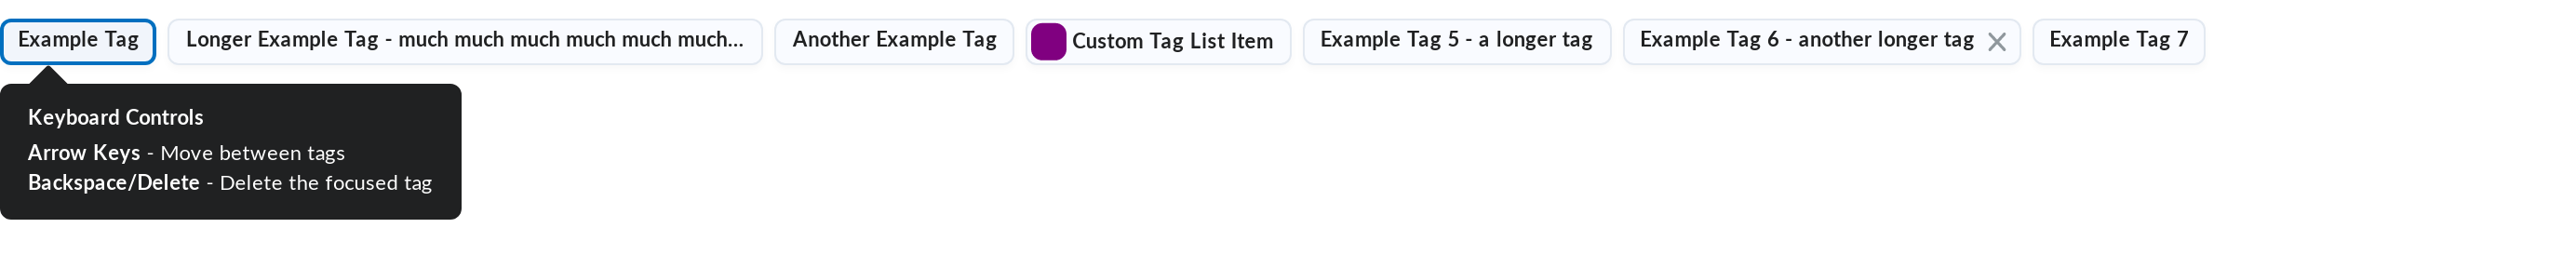 Example Tag
Longer Example Tag - much much much much much much...
Another Example Tag
Custom Tag List Item
Example Tag 5 - a longer tag
Example Tag 6 - another longer tag
Example Tag 7
Keyboard Controls
Arrow Keys - Move between tags
Backspace/Delete - Delete the focused tag